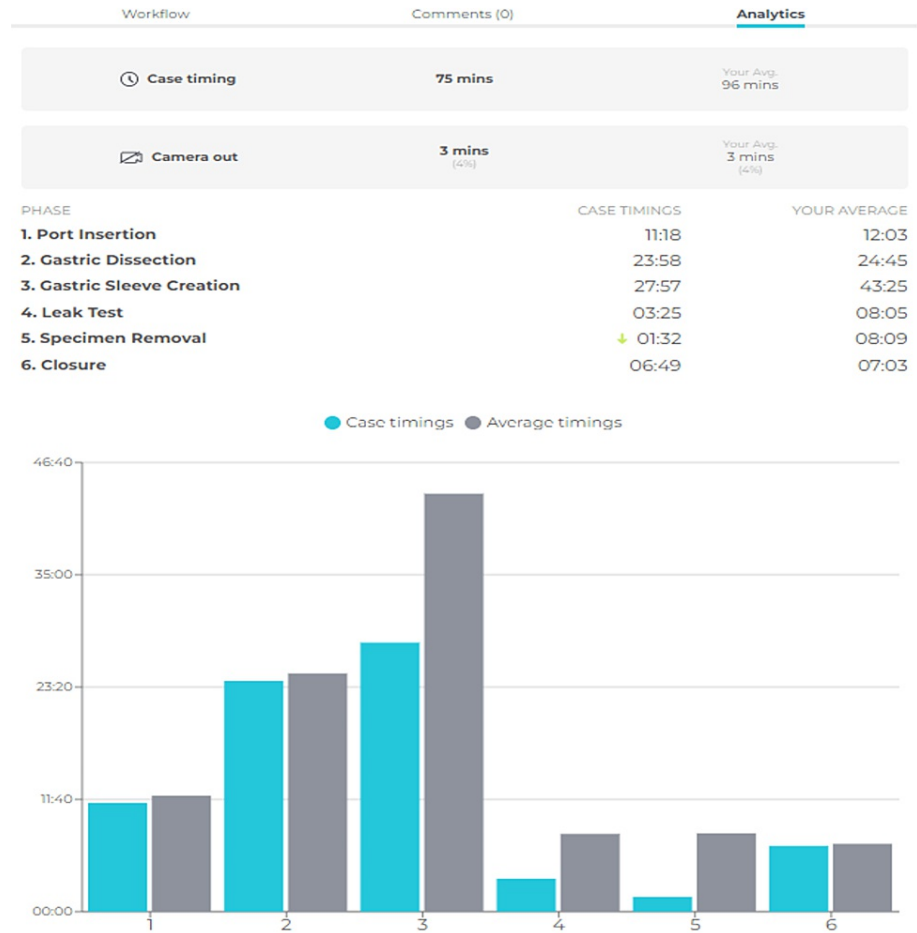 Workflow Comments (0) Analytics
Case timing 75 mins Your Avg. 96 mins
Camera out 3 mins (4%) Your Avg. 3 mins (4%)
PHASE CASE TIMINGS YOUR AVERAGE
1. Port Insertion 11:18 12:03
2. Gastric Dissection 23:58 24:45
3. Gastric Sleeve Creation 27:57 43:25
4. Leak Test 03:25 08:05
5. Specimen Removal ↓ 01:32 08:09
6. Closure 06:49 07:03
Case timings Average timings
46:40
35:00
23:20
11:40
00:00
1 2 3 4 5 6